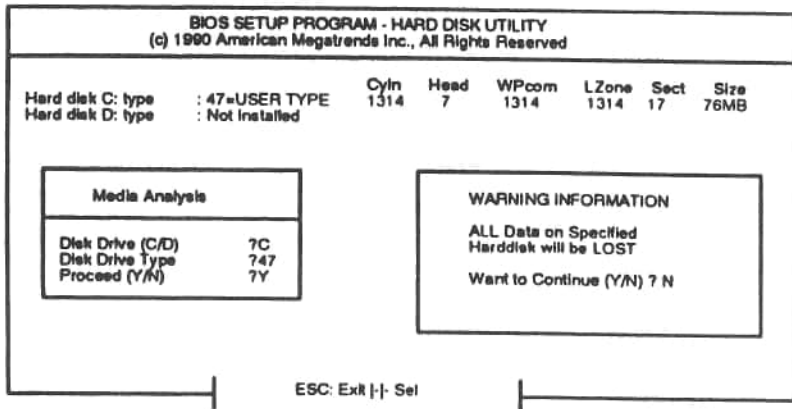 BIOS SETUP PROGRAM - HARD DISK UTILITY
(c) 1990 American Megatrends Inc., All Rights Reserved
Cyln Head WPcom LZone Sect Size
Hard disk C: type : 47=USER TYPE 1314 7 1314 1314 17 76MB
Hard disk D: type : Not Installed
Media Analysis
Disk Drive (C/D) ?C
Disk Drive Type ?47
Proceed (Y/N) ?Y
WARNING INFORMATION
ALL Data on Specified
Harddisk will be LOST
Want to Continue (Y/N) ? N
ESC: Exit |-|- Sel